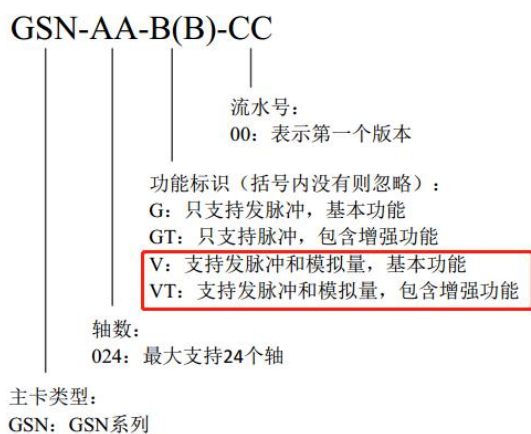 GSN-AA-B(B)-CC
流水号：
00：表示第一个版本
功能标识（括号内没有则忽略）：
G：只支持发脉冲，基本功能
GT：只支持脉冲，包含增强功能
V：支持发脉冲和模拟量，基本功能
VT：支持发脉冲和模拟量，包含增强功能
轴数：
024：最大支持24个轴
主卡类型：
GSN：GSN系列